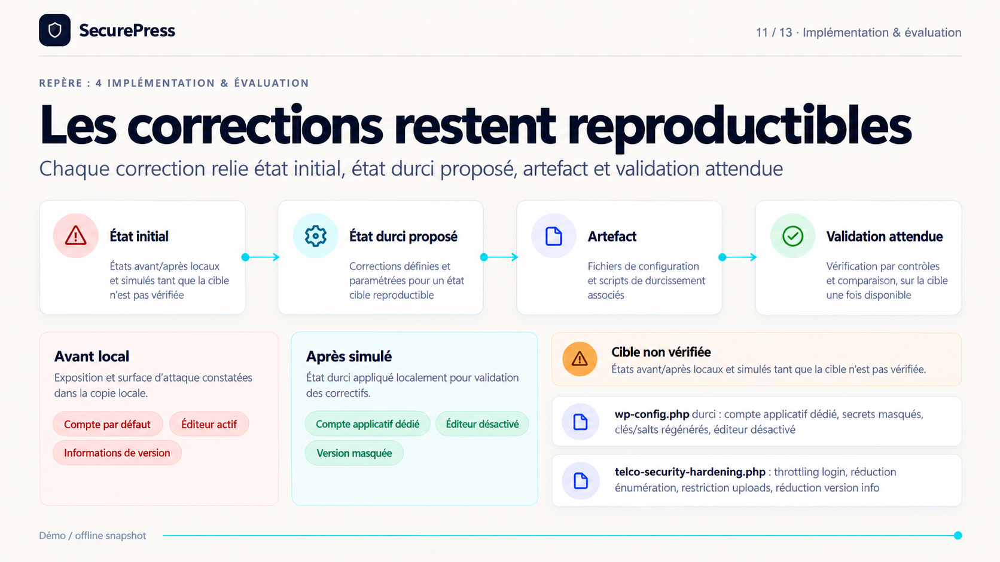 SecurePress
11 / 13 · Implémentation & évaluation
REPÈRE : 4 IMPLÉMENTATION & ÉVALUATION
Les corrections restent reproductibles
Chaque correction relie état initial, état durci proposé, artefact et validation attendue
État initial
États avant/après locaux
et simulés tant que la cible
n’est pas vérifiée
État durci proposé
Corrections définies et
paramétrées pour un état
cible reproductible
Artefact
Fichiers de configuration
et scripts de durcissement
associés
Validation attendue
Vérification par contrôles
et comparaison, sur la cible
une fois disponible
Avant local
Exposition et surface d’attaque constatées
dans la copie locale.
Compte par défaut
Éditeur actif
Informations de version
Après simulé
État durci appliqué localement pour validation
des correctifs.
Compte applicatif dédié
Éditeur désactivé
Version masquée
Cible non vérifiée
États avant/après locaux et simulés tant que la cible n’est pas vérifiée.
wp-config.php durci : compte applicatif dédié, secrets masqués,
clés/salts régénérés, éditeur désactivé
telco-security-hardening.php : throttling login, réduction
énumération, restriction uploads, réduction version info
Démo / offline snapshot